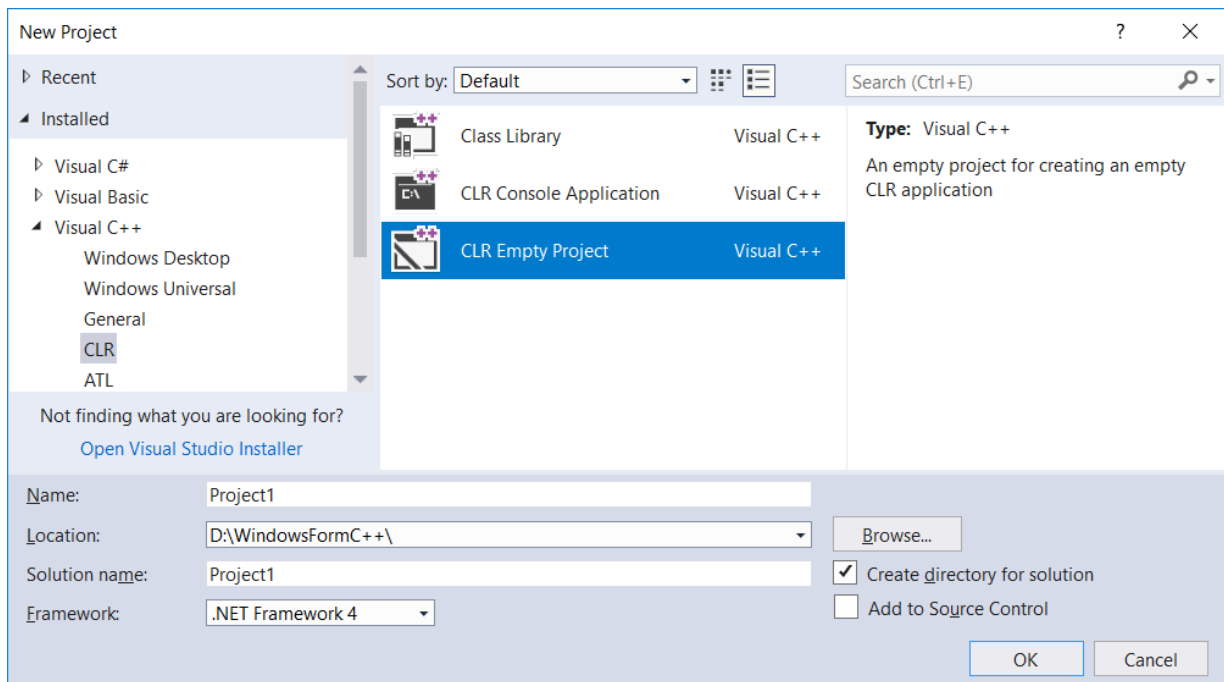 New Project
?
Recent
Installed
Visual C#
Visual Basic
Visual C++
Windows Desktop
Windows Universal
General
CLR
ATL
Not finding what you are looking for?
Open Visual Studio Installer
Sort by: Default
Class Library Visual C++
C:\
CLR Console Application Visual C++
CLR Empty Project Visual C++
Search (Ctrl+E)
Type: Visual C++
An empty project for creating an empty
CLR application
Name: Project1
Location: D:\WindowsFormC++\
Browse...
Solution name: Project1
Create directory for solution
Framework: .NET Framework 4
Add to Source Control
OK Cancel